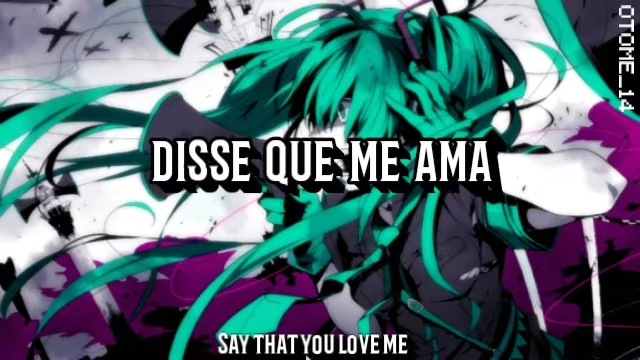 OTOME_14
DISSE QUE ME AMA
SAY THAT YOU LOVE ME